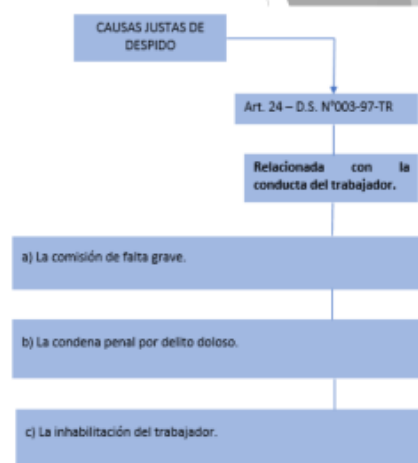 CAUSAS JUSTAS DE
DESPIDO
Art. 24 – D.S. N°003-97-TR
Relacionada con la
conducta del trabajador.
a) La comisión de falta grave.
b) La condena penal por delito doloso.
c) La inhabilitación del trabajador.